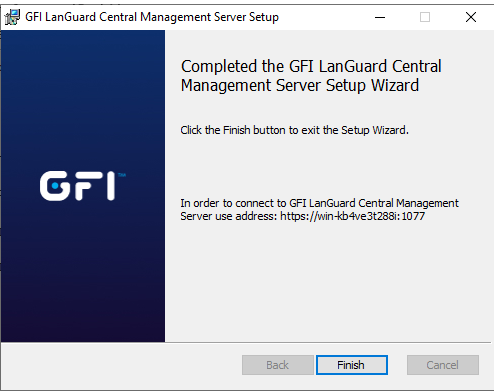 GFI LanGuard Central Management Server Setup
Completed the GFI LanGuard Central
Management Server Setup Wizard
Click the Finish button to exit the Setup Wizard.
GFI™
In order to connect to GFI LanGuard Central Management
Server use address: https://win-kb4ve3t288i:1077
Back
Finish
Cancel